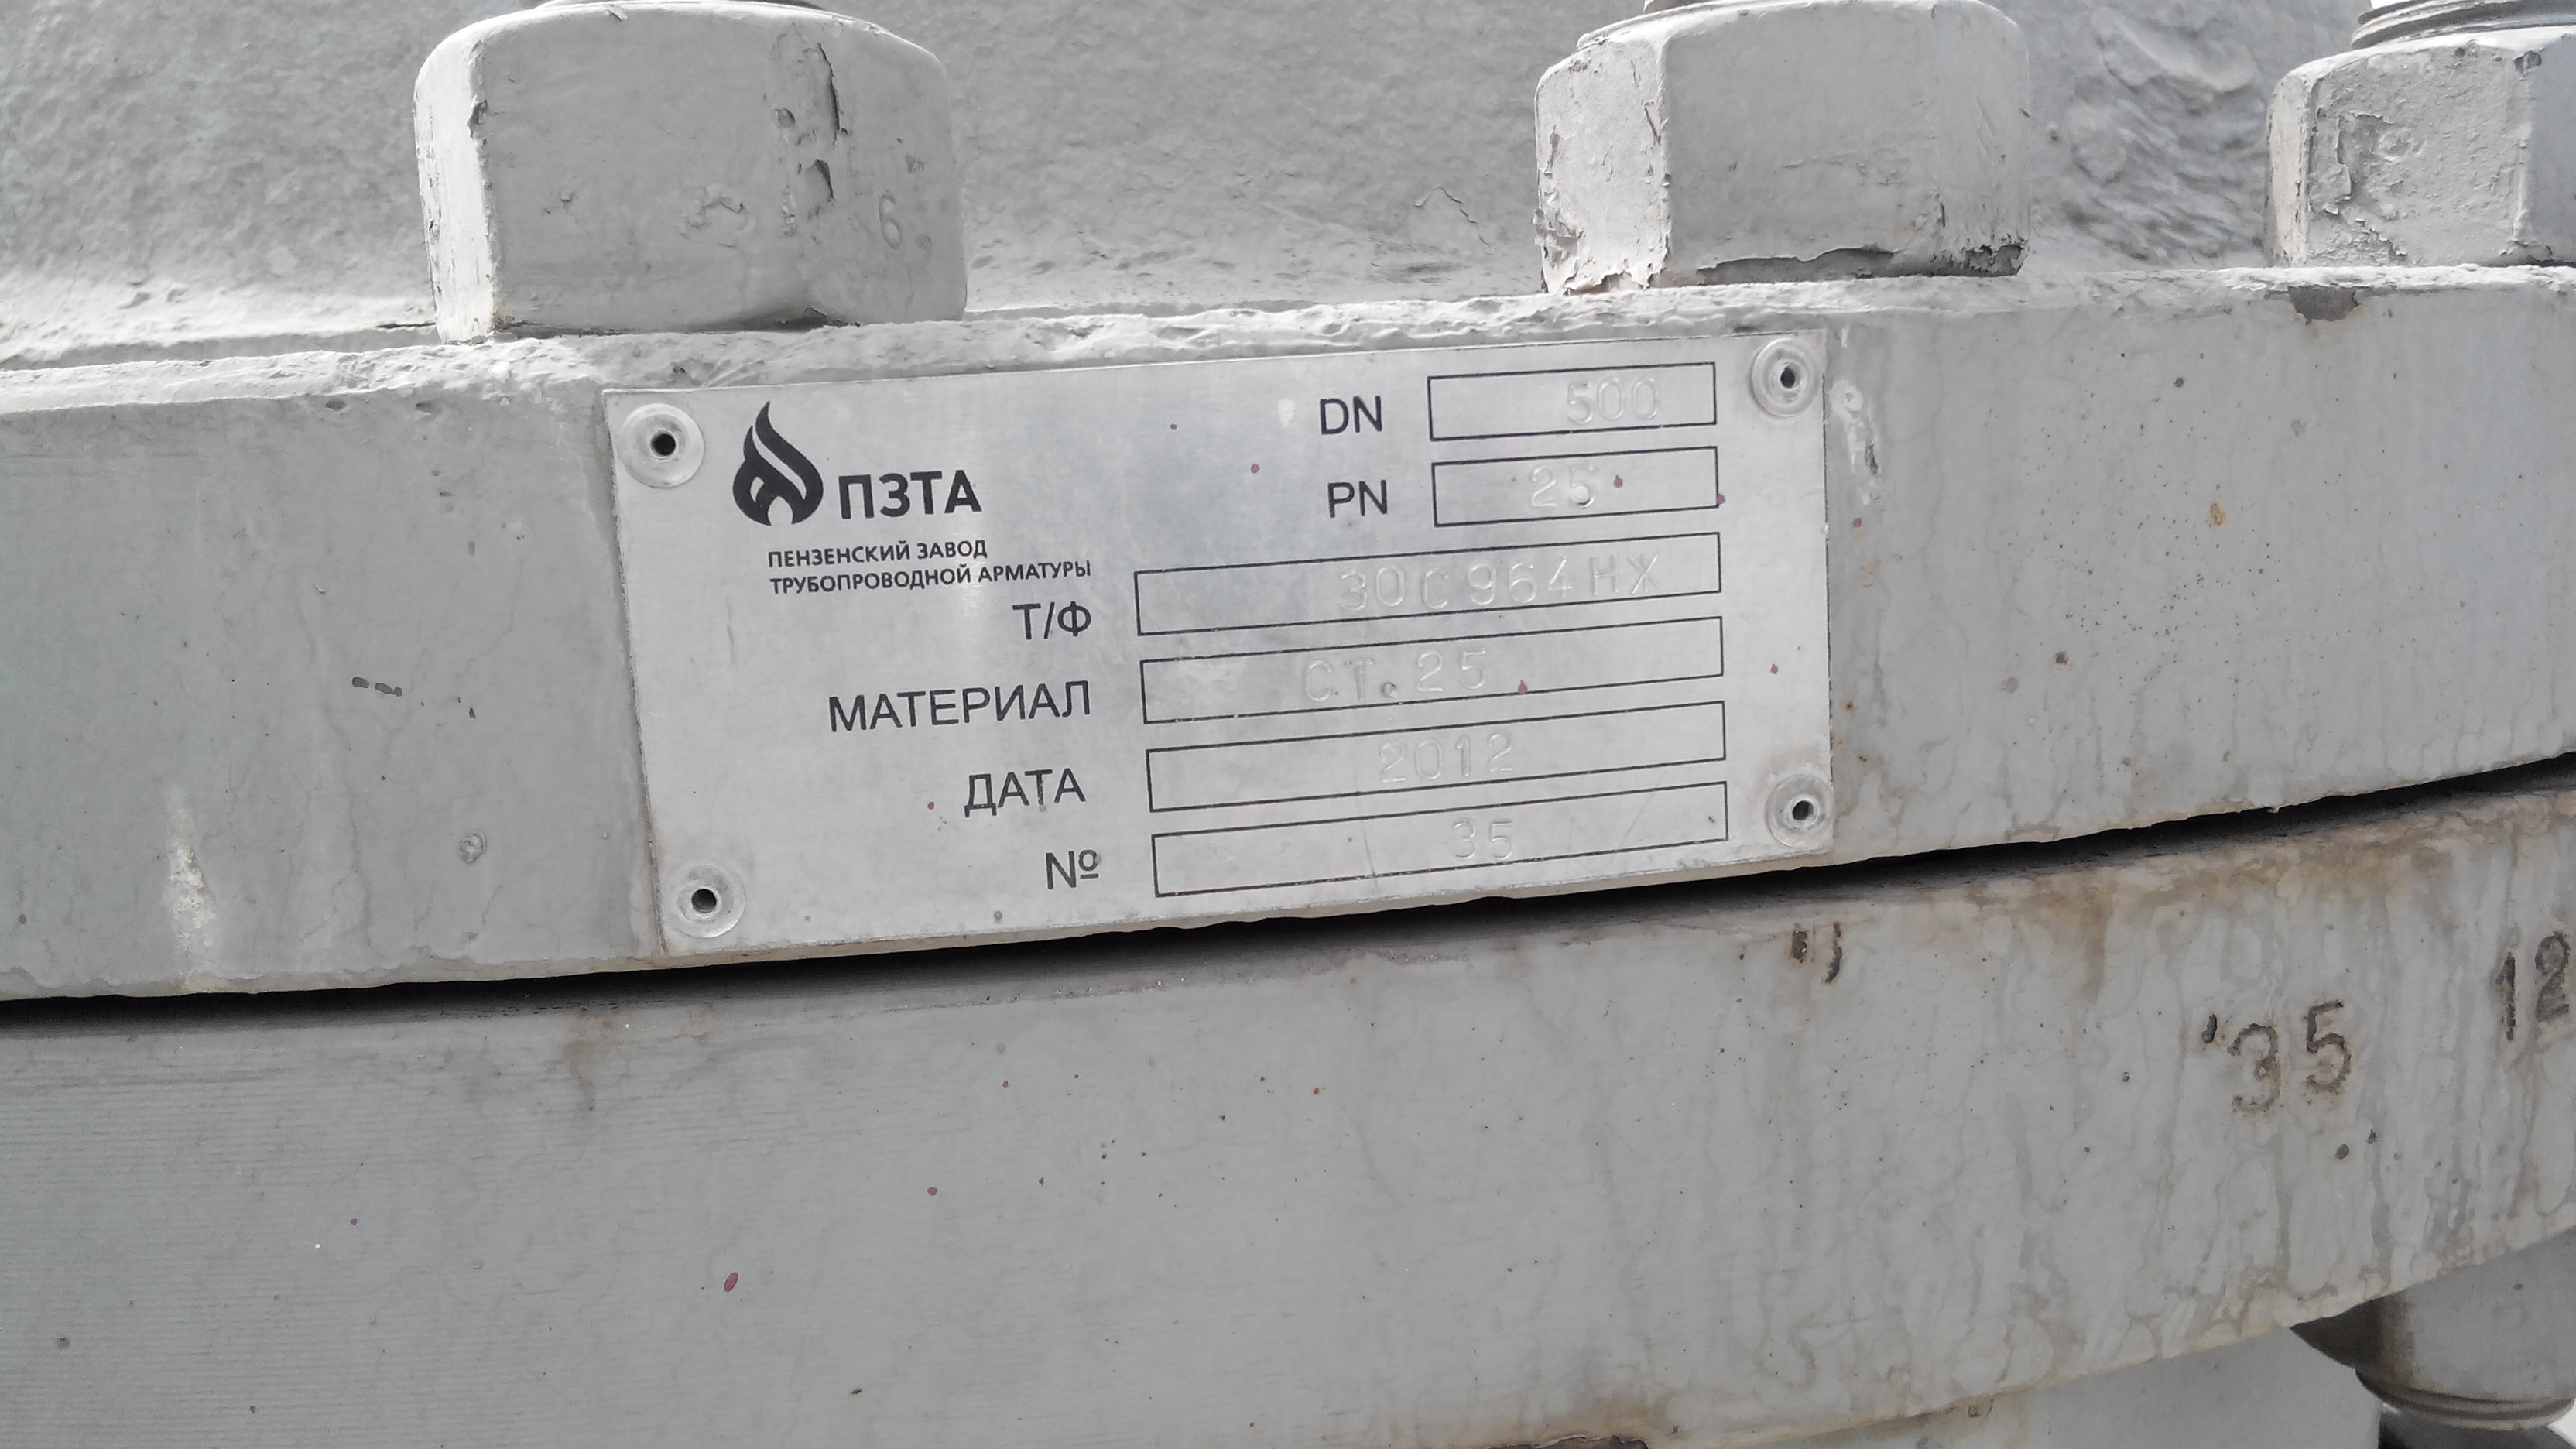 6
ПЗТА
ПЕНЗЕНСКИЙ ЗАВОД
ТРУБОПРОВОДНОЙ АРМАТУРЫ
DN 500
PN 25
Т/Ф 30С964НЖ
МАТЕРИАЛ СТ.25
ДАТА 2012
№ 35
35
12